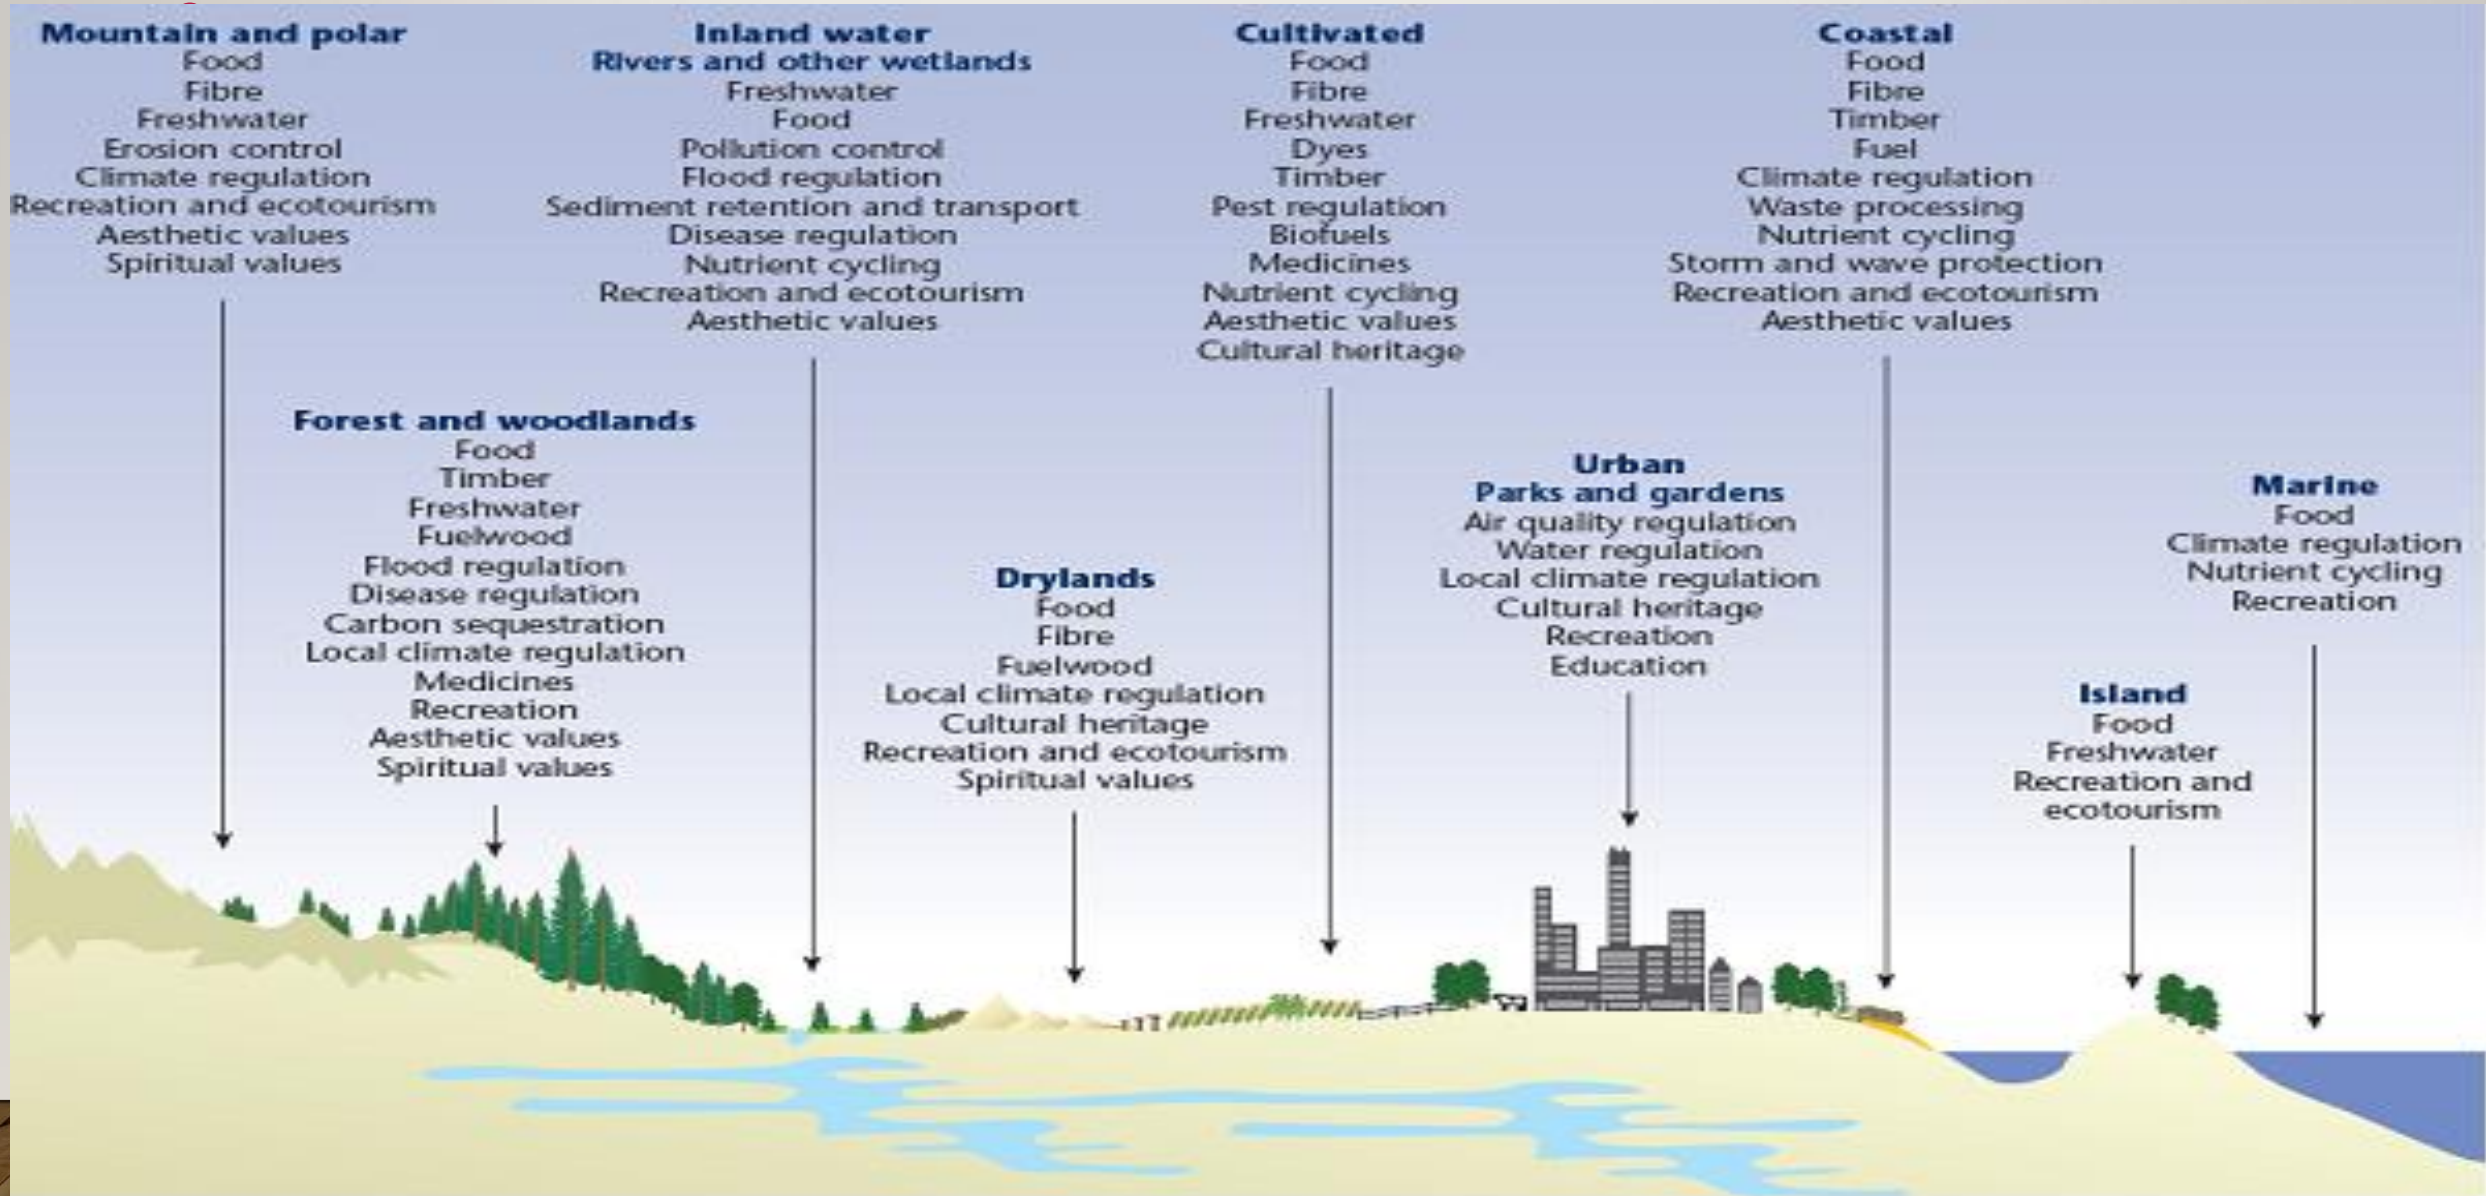 Mountain and polar
Food
Fibre
Freshwater
Erosion control
Climate regulation
Recreation and ecotourism
Aesthetic values
Spiritual values
Inland water
Rivers and other wetlands
Freshwater
Food
Pollution control
Flood regulation
Sediment retention and transport
Disease regulation
Nutrient cycling
Recreation and ecotourism
Aesthetic values
Cultivated
Food
Fibre
Freshwater
Dyes
Timber
Pest regulation
Biofuels
Medicines
Nutrient cycling
Aesthetic values
Cultural heritage
Coastal
Food
Fibre
Timber
Fuel
Climate regulation
Waste processing
Nutrient cycling
Storm and wave protection
Recreation and ecotourism
Aesthetic values
Forest and woodlands
Food
Timber
Freshwater
Fuelwood
Flood regulation
Disease regulation
Carbon sequestration
Local climate regulation
Medicines
Recreation
Aesthetic values
Spiritual values
Drylands
Food
Fibre
Fuelwood
Local climate regulation
Cultural heritage
Recreation and ecotourism
Spiritual values
Urban
Parks and gardens
Air quality regulation
Water regulation
Local climate regulation
Cultural heritage
Recreation
Education
Marine
Food
Climate regulation
Nutrient cycling
Recreation
Island
Food
Freshwater
Recreation and
ecotourism